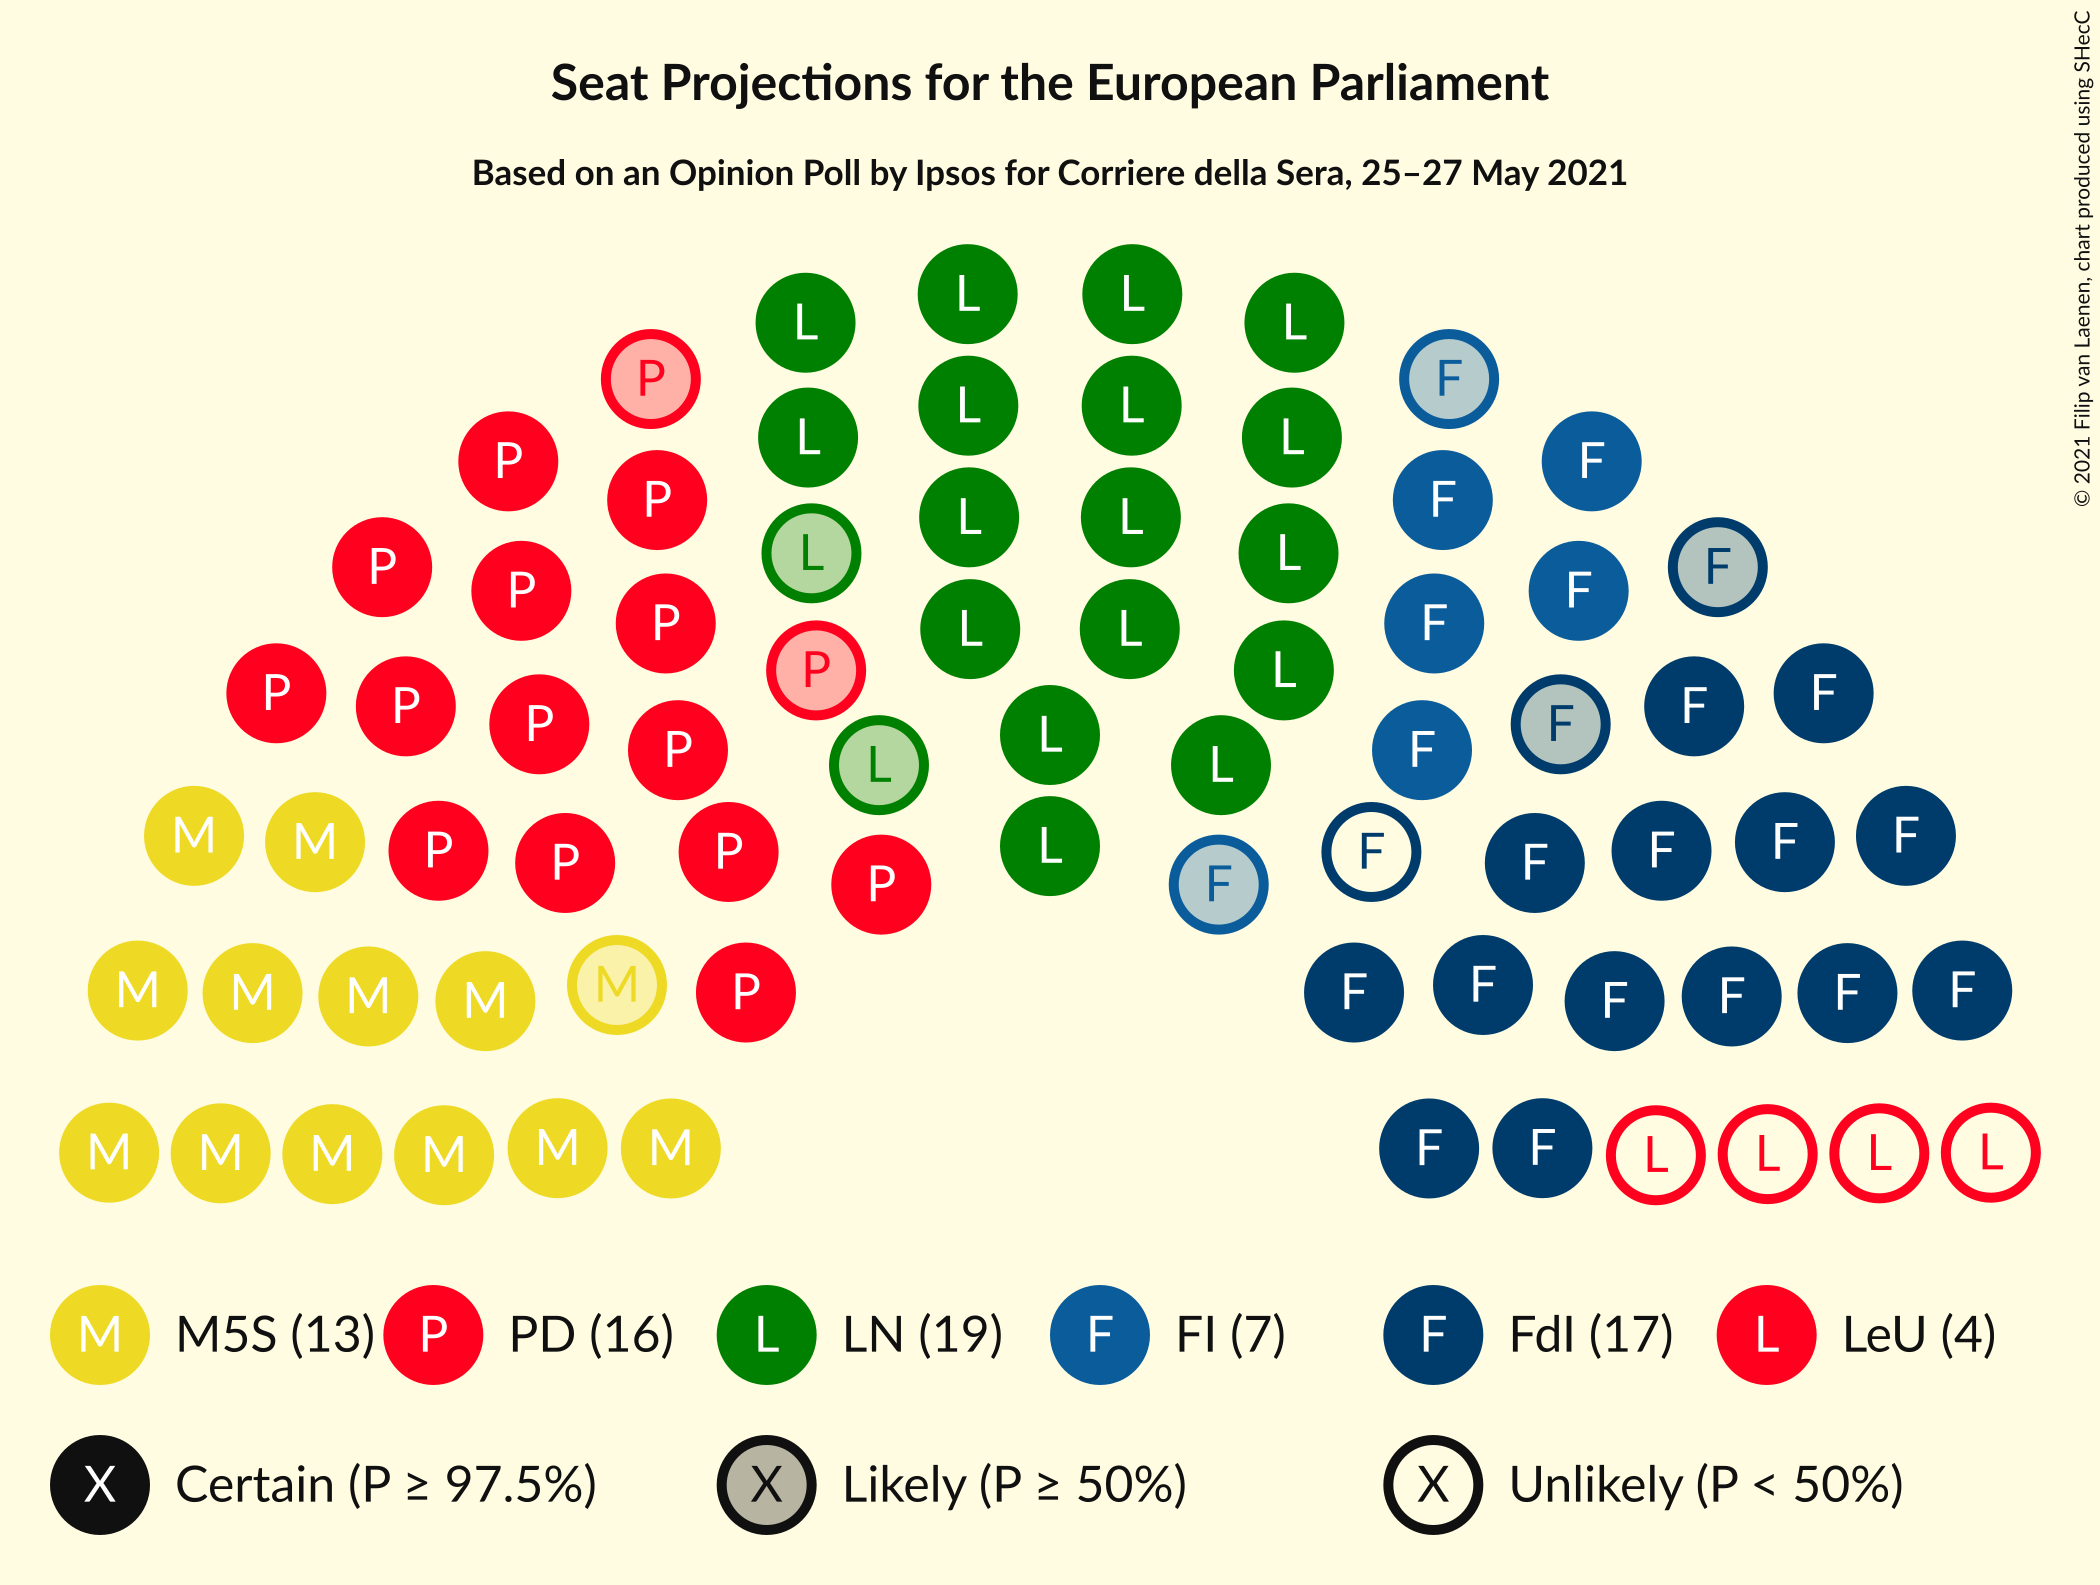 Seat Projections for the European Parliament
Based on an Opinion Poll by Ipsos for Corriere della Sera, 25–27 May 2021
© 2021 Filip van Laenen, chart produced using SHecC
L L
L L
P F
L L
L L
P F
P F
L L
L L
P F
P F
P F
L L
P F
L L
P L
P F
P F
P F
L
P F
P F
L L
M F
M F
L
P F
P F
P F
P F
M F
M F
M F
M F
M F
P F
M F
M F
M F
M F
M L
M L
M L
M L
M M5S (13) P PD (16) L LN (19) F FI (7) F FdI (17) L LeU (4)
X Certain (P ≥ 97.5%) X Likely (P ≥ 50%) X Unlikely (P < 50%)